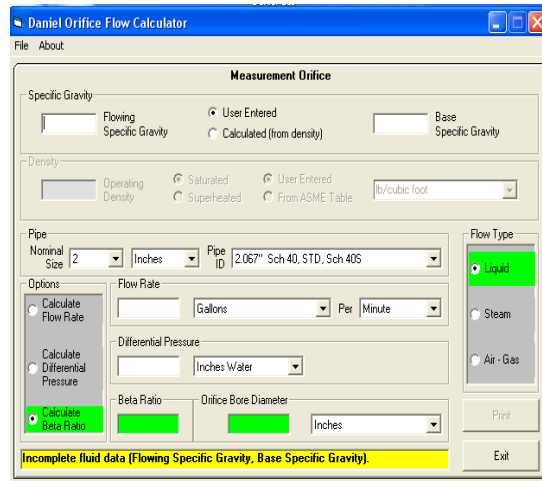 Daniel Orifice Flow Calculator
File About
Measurement Orifice
Specific Gravity
Flowing Specific Gravity
User Entered
Calculated (from density)
Base Specific Gravity
Density
Operating Density
Saturated
Superheated
User Entered
From ASME Table
lb/cubic foot
Pipe
Nominal Size 2 Inches Pipe ID 2.067" Sch 40, STD, Sch 40S
Flow Type
Liquid
Steam
Air - Gas
Options
Calculate Flow Rate
Calculate Differential Pressure
Calculate Beta Ratio
Flow Rate
Gallons Per Minute
Differential Pressure
Inches Water
Beta Ratio Orifice Bore Diameter
Inches
Print
Exit
Incomplete fluid data (Flowing Specific Gravity, Base Specific Gravity).